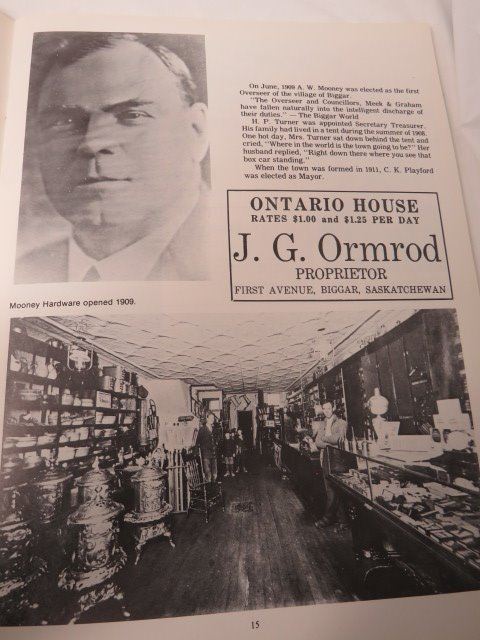 On June, 1909 A. W. Mooney was elected as the first
Overseer of the village of Biggar.
"The Overseer and Councillors, Meek & Graham
have fallen naturally into the intelligent discharge of
their duties." — The Biggar World
H. P. Turner was appointed Secretary Treasurer.
His family had lived in a tent during the summer of 1908.
One hot day, Mrs. Turner sat down behind the tent and
cried, "Where in the world is the town going to be?" Her
husband replied, "Right down there where you see that
box car standing."
When the town was formed in 1911, C. K. Playford
was elected as Mayor.
ONTARIO HOUSE
RATES $1.00 and $1.25 PER DAY
J. G. Ormrod
PROPRIETOR
FIRST AVENUE, BIGGAR, SASKATCHEWAN
Mooney Hardware opened 1909.
15